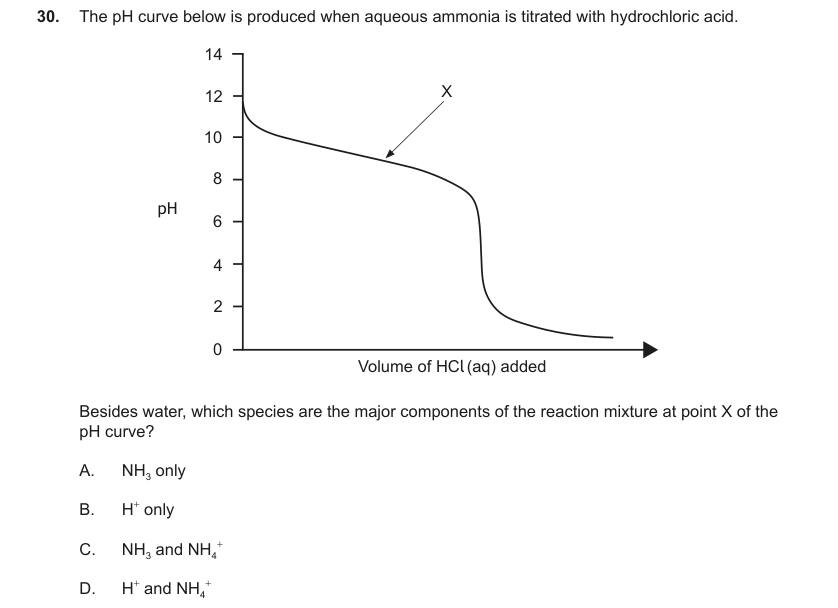 30. The pH curve below is produced when aqueous ammonia is titrated with hydrochloric acid.
14
12
X
10
8
pH
6
4
2
0
Volume of HCl (aq) added
Besides water, which species are the major components of the reaction mixture at point X of the
pH curve?
A. NH₃ only
B. H⁺ only
C. NH₃ and NH₄⁺
D. H⁺ and NH₄⁺